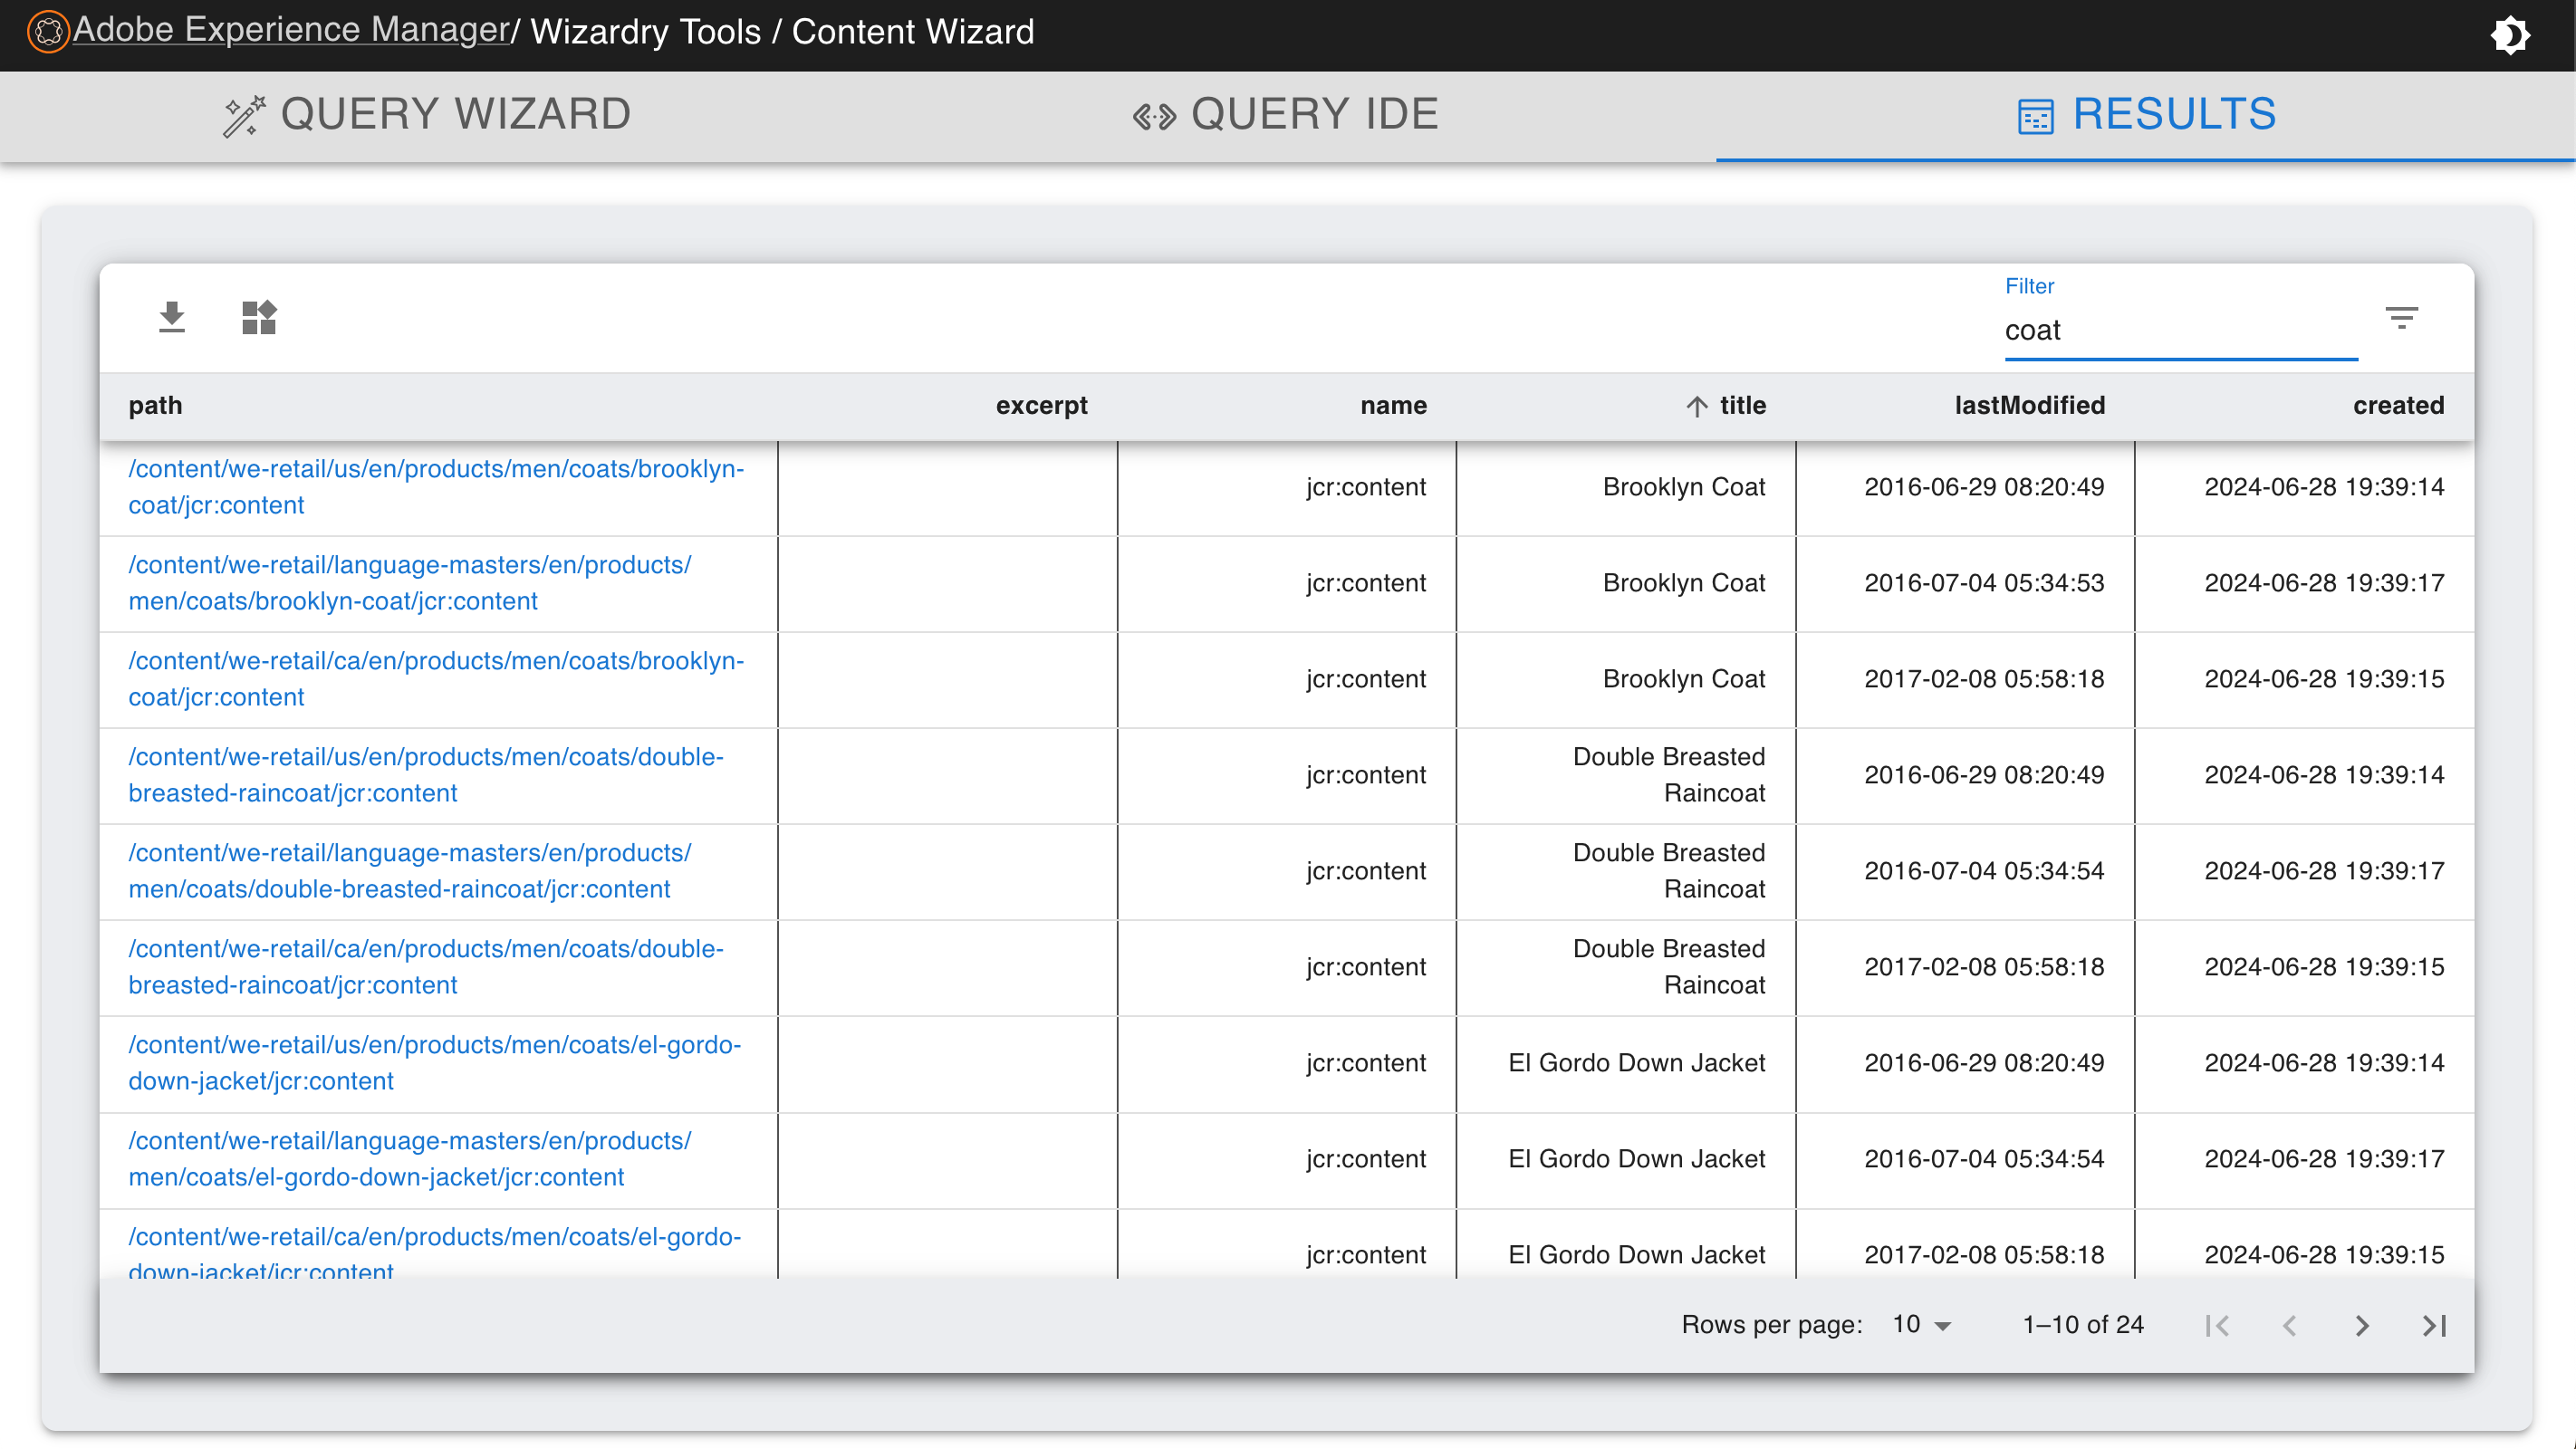 Adobe Experience Manager/ Wizardry Tools / Content Wizard
QUERY WIZARD
QUERY IDE
RESULTS
Filter
coat
path excerpt name title lastModified created
/content/we-retail/us/en/products/men/coats/brooklyn-
coat/jcr:content
jcr:content Brooklyn Coat 2016-06-29 08:20:49 2024-06-28 19:39:14
/content/we-retail/language-masters/en/products/
men/coats/brooklyn-coat/jcr:content
jcr:content Brooklyn Coat 2016-07-04 05:34:53 2024-06-28 19:39:17
/content/we-retail/ca/en/products/men/coats/brooklyn-
coat/jcr:content
jcr:content Brooklyn Coat 2017-02-08 05:58:18 2024-06-28 19:39:15
/content/we-retail/us/en/products/men/coats/double-
breasted-raincoat/jcr:content
jcr:content
Double Breasted
Raincoat
2016-06-29 08:20:49 2024-06-28 19:39:14
/content/we-retail/language-masters/en/products/
men/coats/double-breasted-raincoat/jcr:content
jcr:content
Double Breasted
Raincoat
2016-07-04 05:34:54 2024-06-28 19:39:17
/content/we-retail/ca/en/products/men/coats/double-
breasted-raincoat/jcr:content
jcr:content
Double Breasted
Raincoat
2017-02-08 05:58:18 2024-06-28 19:39:15
/content/we-retail/us/en/products/men/coats/el-gordo-
down-jacket/jcr:content
jcr:content El Gordo Down Jacket 2016-06-29 08:20:49 2024-06-28 19:39:14
/content/we-retail/language-masters/en/products/
men/coats/el-gordo-down-jacket/jcr:content
jcr:content El Gordo Down Jacket 2016-07-04 05:34:54 2024-06-28 19:39:17
/content/we-retail/ca/en/products/men/coats/el-gordo-
down-jacket/jcr:content
jcr:content El Gordo Down Jacket 2017-02-08 05:58:18 2024-06-28 19:39:15
Rows per page: 10 1–10 of 24